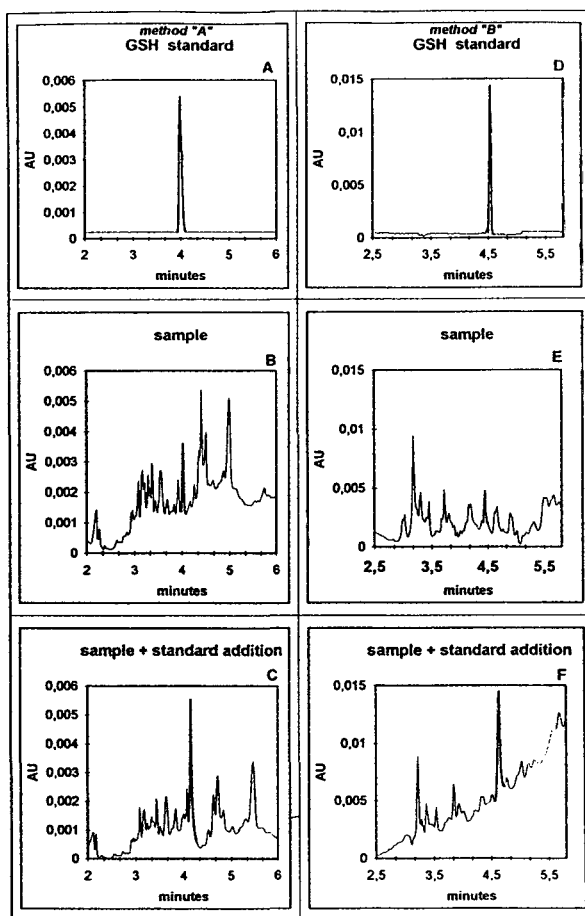 method "A"
GSH standard
A
0,006
0,005
0,004
0,003
0,002
0,001
0
AU
2 3 4 5 6
minutes
method "B"
GSH standard
D
0,015
0,01
0,005
0
AU
2,5 3,5 4,5 5,5
minutes
sample
B
0,006
0,005
0,004
0,003
0,002
0,001
0
AU
2 3 4 5 6
minutes
sample
E
0,015
0,01
0,005
0
AU
2,5 3,5 4,5 5,5
minutes
sample + standard addition
C
0,006
0,005
0,004
0,003
0,002
0,001
0
AU
2 3 4 5 6
minutes
sample + standard addition
F
0,015
0,01
0,005
0
AU
2,5 3,5 4,5 5,5
minutes